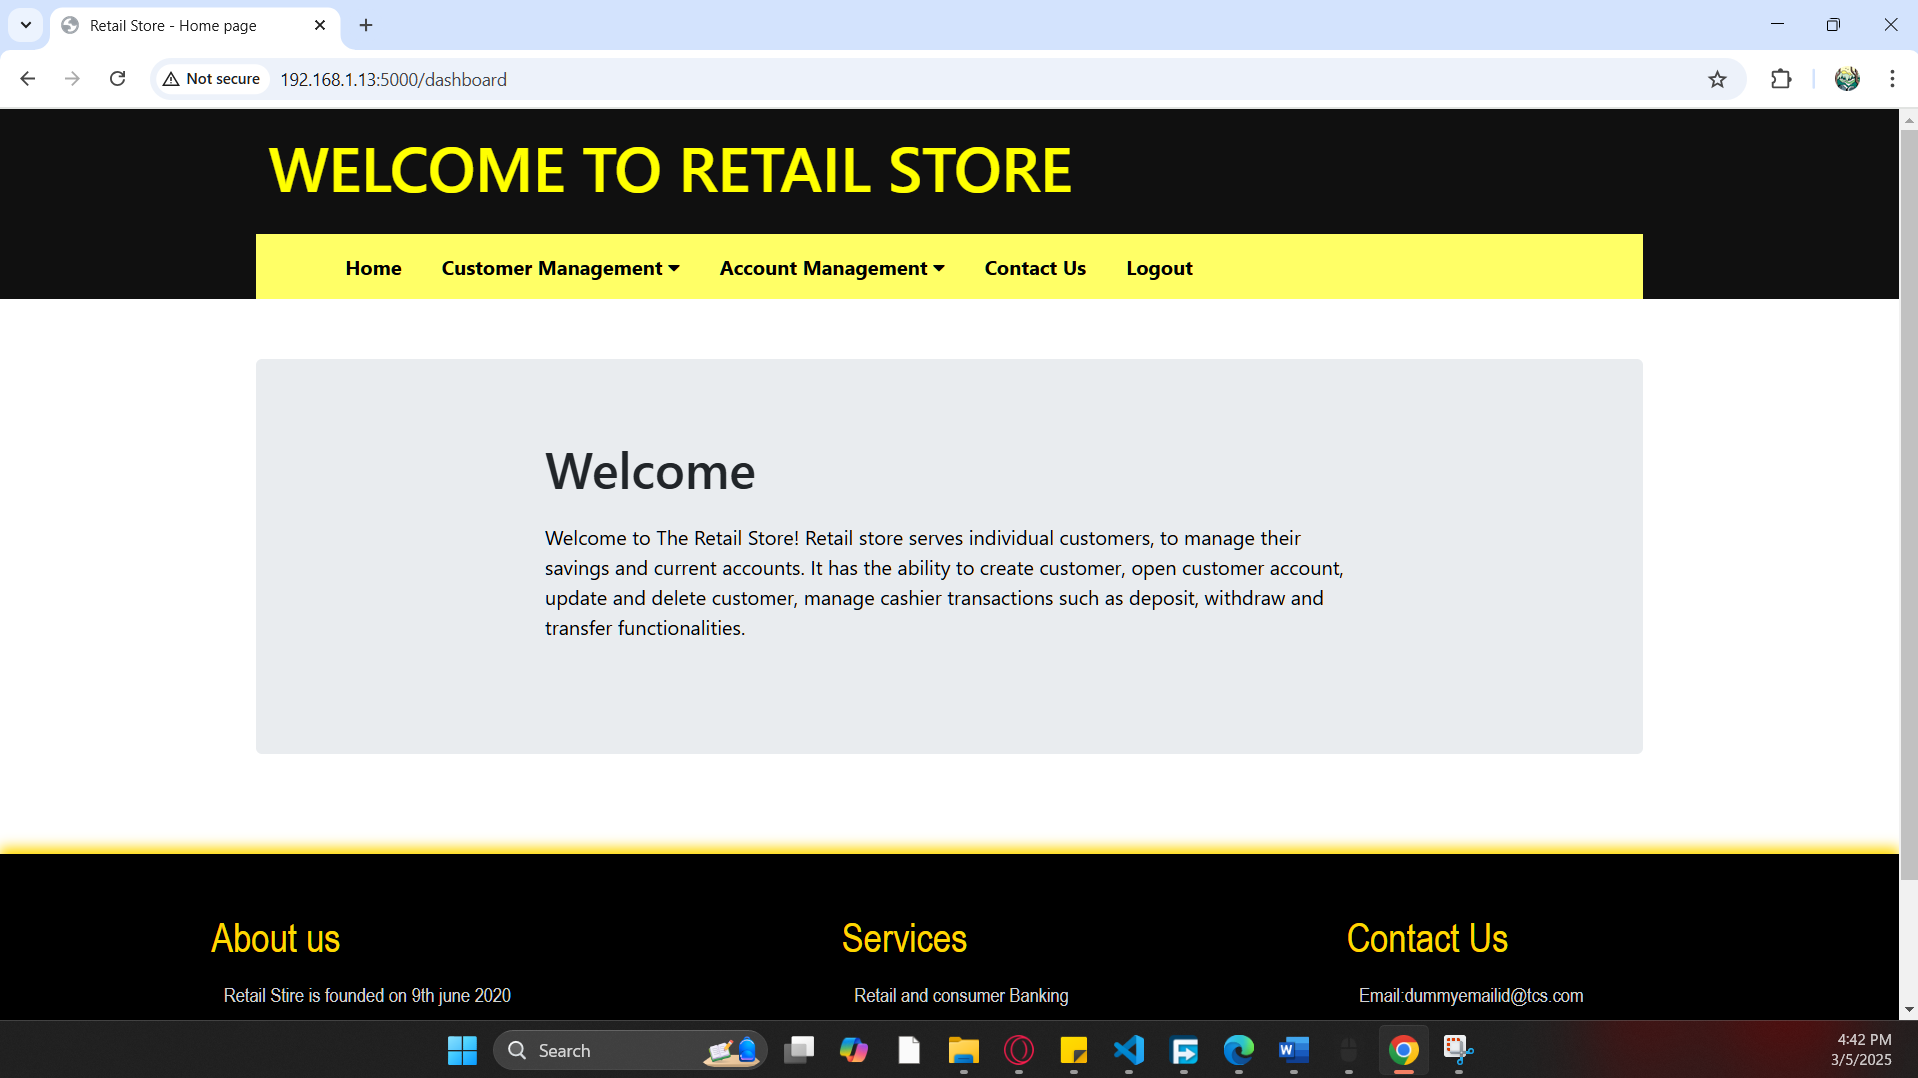 Retail Store - Home page
Not secure
192.168.1.13:5000/dashboard
WELCOME TO RETAIL STORE
Home Customer Management Account Management Contact Us Logout
Welcome
Welcome to The Retail Store! Retail store serves individual customers, to manage their
savings and current accounts. It has the ability to create customer, open customer account,
update and delete customer, manage cashier transactions such as deposit, withdraw and
transfer functionalities.
About us
Retail Stire is founded on 9th june 2020
Services
Retail and consumer Banking
Contact Us
Email:dummyemailid@tcs.com
Search
4:42 PM
3/5/2025